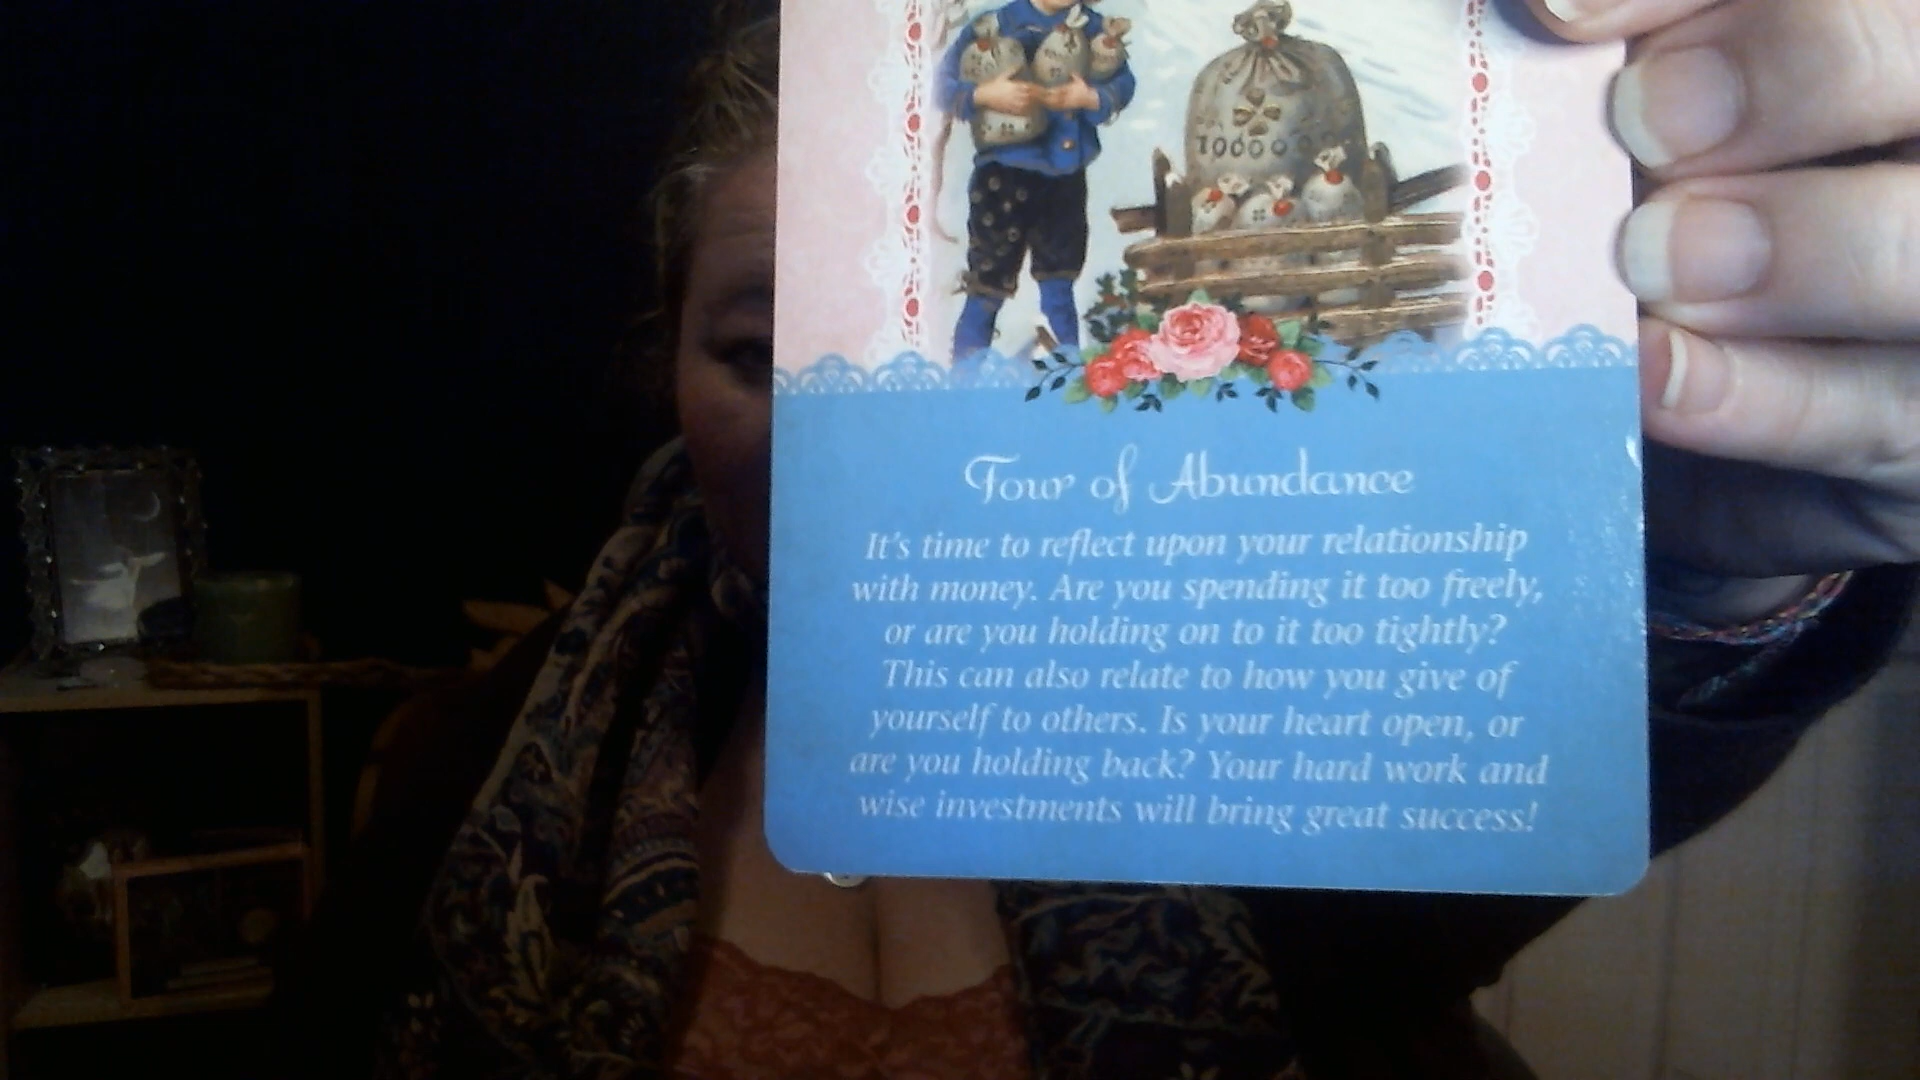 10000
Four of Abundance
It's time to reflect upon your relationship
with money. Are you spending it too freely,
or are you holding on to it too tightly?
This can also relate to how you give of
yourself to others. Is your heart open, or
are you holding back? Your hard work and
wise investments will bring great success!